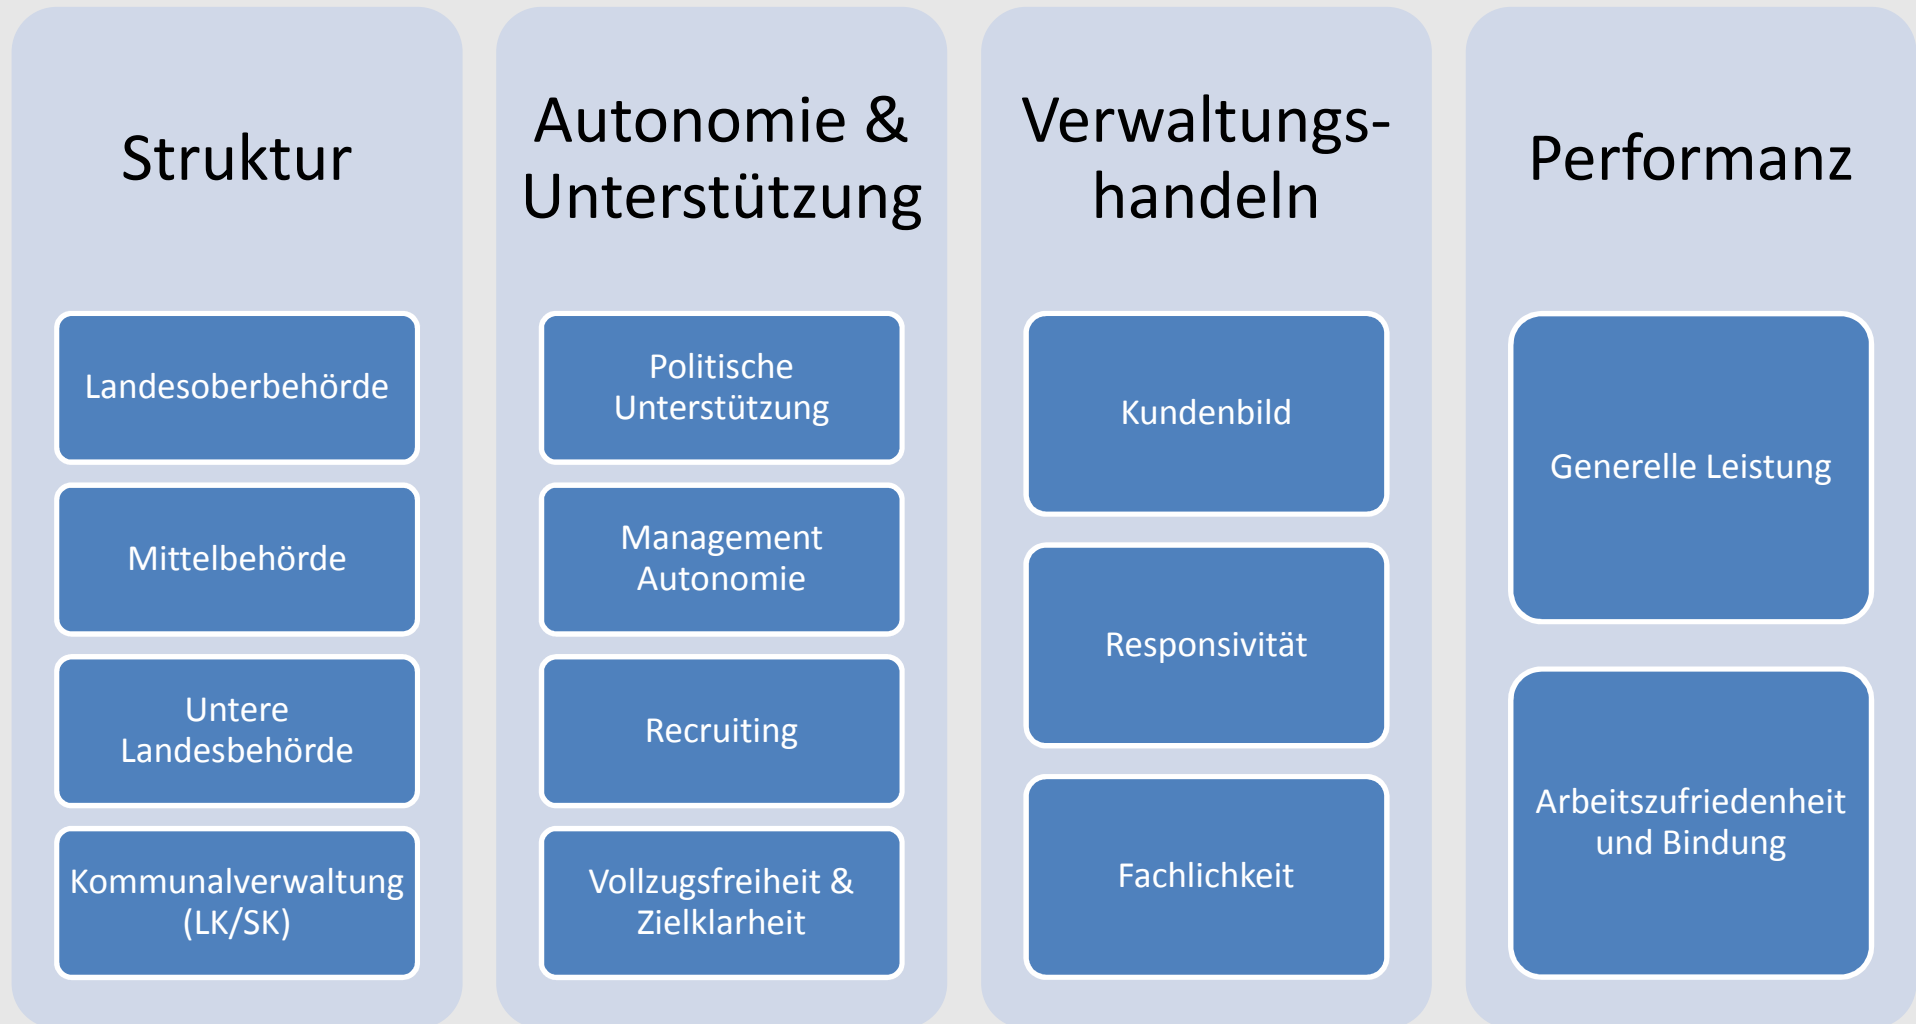 Struktur
Landesoberbehörde
Mittelbehörde
Untere
Landesbehörde
Kommunalverwaltung
(LK/SK)
Autonomie &
Unterstützung
Politische
Unterstützung
Management
Autonomie
Recruiting
Vollzugsfreiheit &
Zielklarheit
Verwaltungs-
handeln
Kundenbild
Responsivität
Fachlichkeit
Performanz
Generelle Leistung
Arbeitszufriedenheit
und Bindung